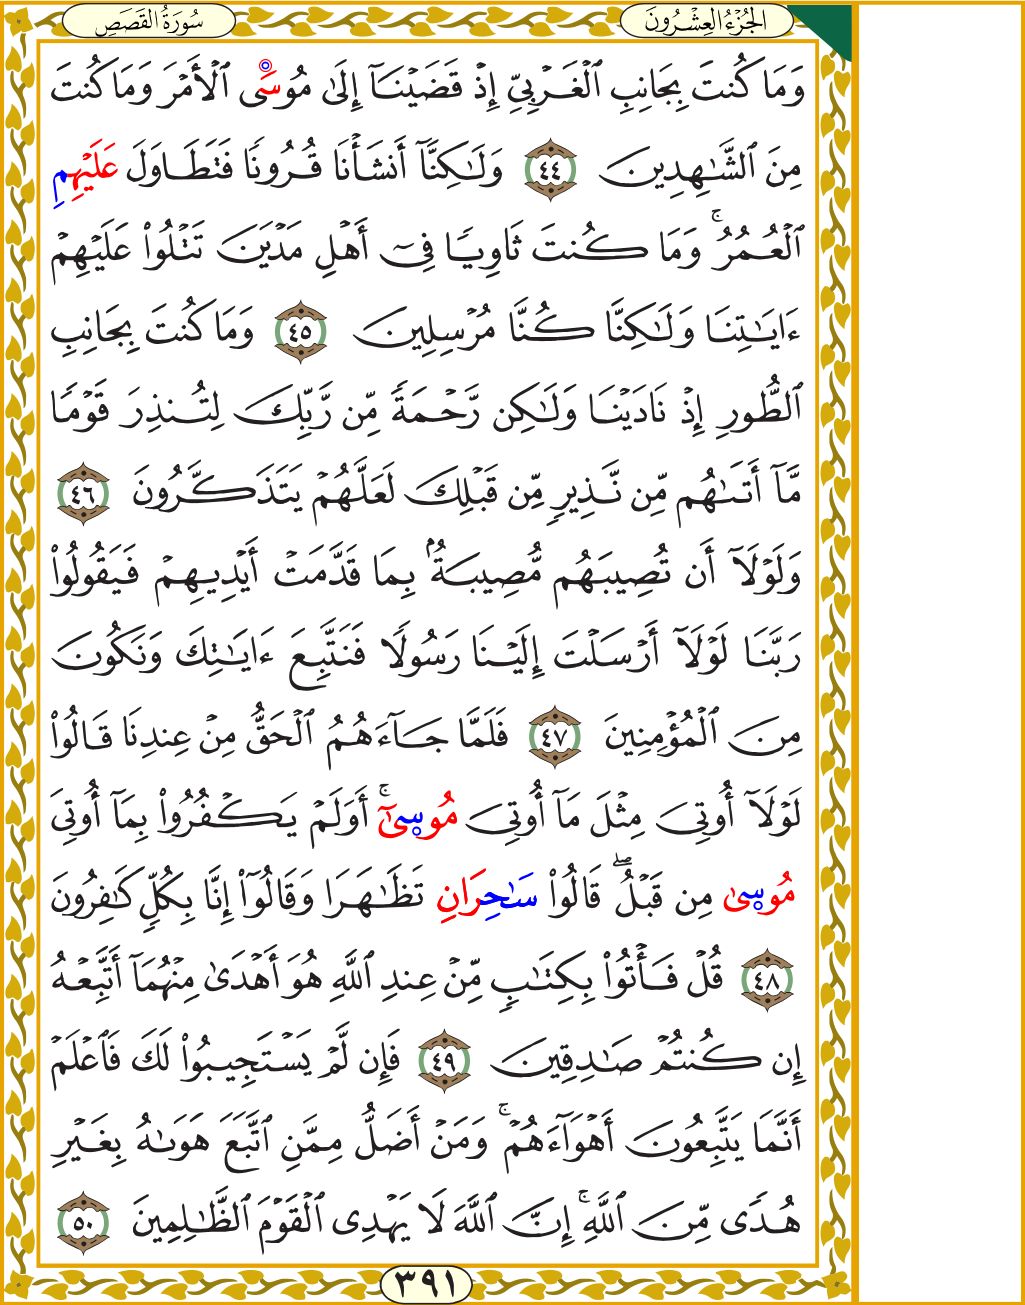 الجُزْءُ العِشْرُونَ
سُورَةُ القَصَصِ
وَمَا كُنتَ بِجَانِبِ ٱلْغَرْبِيِّ إِذْ قَضَيْنَآ إِلَىٰ مُوسَى ٱلْأَمْرَ وَمَا كُنتَ
مِنَ ٱلشَّٰهِدِينَ ٤٤ وَلَٰكِنَّآ أَنشَأْنَا قُرُونًا فَتَطَاوَلَ عَلَيْهِمِ
ٱلْعُمُرُۚ وَمَا كُنتَ ثَاوِيًا فِىٓ أَهْلِ مَدْيَنَ تَتْلُوا۟ عَلَيْهِمْ
ءَايَٰتِنَا وَلَٰكِنَّا كُنَّا مُرْسِلِينَ ٤٥ وَمَا كُنتَ بِجَانِبِ
ٱلطُّورِ إِذْ نَادَيْنَا وَلَٰكِن رَّحْمَةً مِّن رَّبِّكَ لِتُنذِرَ قَوْمًا
مَّآ أَتَىٰهُم مِّن نَّذِيرٍ مِّن قَبْلِكَ لَعَلَّهُمْ يَتَذَكَّرُونَ ٤٦
وَلَوْلَآ أَن تُصِيبَهُم مُّصِيبَةٌۢ بِمَا قَدَّمَتْ أَيْدِيهِمْ فَيَقُولُوا۟
رَبَّنَا لَوْلَآ أَرْسَلْتَ إِلَيْنَا رَسُولًا فَنَتَّبِعَ ءَايَٰتِكَ وَنَكُونَ
مِنَ ٱلْمُؤْمِنِينَ ٤٧ فَلَمَّا جَآءَهُمُ ٱلْحَقُّ مِنْ عِندِنَا قَالُوا۟
لَوْلَآ أُوتِىَ مِثْلَ مَآ أُوتِىَ مُوسَىٰٓۚ أَوَلَمْ يَكْفُرُوا۟ بِمَآ أُوتِىَ
مُوسَىٰ مِن قَبْلُۖ قَالُوا۟ سَٰحِرَانِ تَظَٰهَرَا وَقَالُوٓا۟ إِنَّا بِكُلٍّ كَٰفِرُونَ
٤٨ قُلْ فَأْتُوا۟ بِكِتَٰبٍ مِّنْ عِندِ ٱللَّهِ هُوَ أَهْدَىٰ مِنْهُمَآ أَتَّبِعْهُ
إِن كُنتُمْ صَٰدِقِينَ ٤٩ فَإِن لَّمْ يَسْتَجِيبُوا۟ لَكَ فَٱعْلَمْ
أَنَّمَا يَتَّبِعُونَ أَهْوَآءَهُمْۚ وَمَنْ أَضَلُّ مِمَّنِ ٱتَّبَعَ هَوَىٰهُ بِغَيْرِ
هُدًى مِّنَ ٱللَّهِۚ إِنَّ ٱللَّهَ لَا يَهْدِى ٱلْقَوْمَ ٱلظَّٰلِمِينَ ٥٠
٣٩١